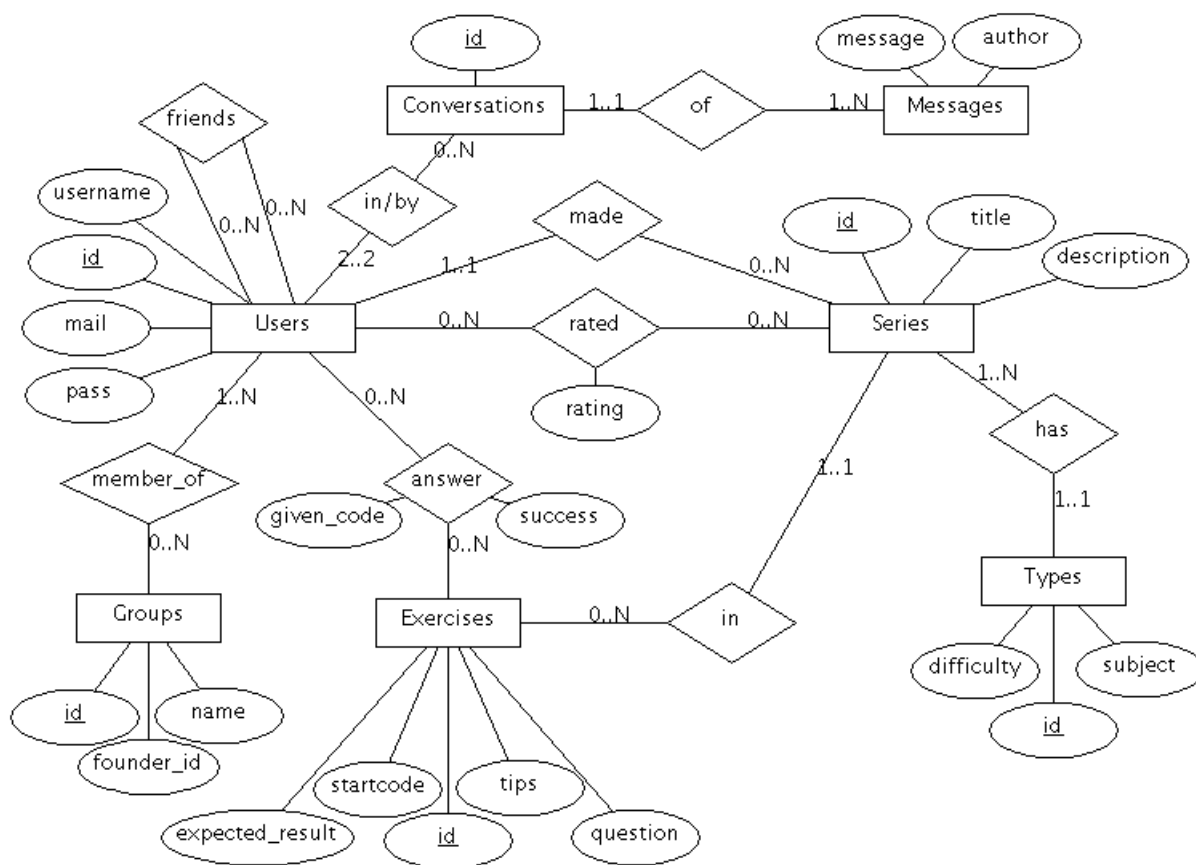 id
message
author
Conversations
1..1
of
1..N
Messages
friends
0..N
username
in/by
0..N
0..N
made
id
title
id
2..2
1..1
0..N
description
mail
Users
0..N
rated
0..N
Series
pass
1..N
0..N
rating
1..N
has
member_of
answer
1..1
given_code
success
1..1
0..N
0..N
Types
Groups
Exercises
0..N
in
difficulty
subject
id
name
id
founder_id
startcode
tips
expected_result
id
question